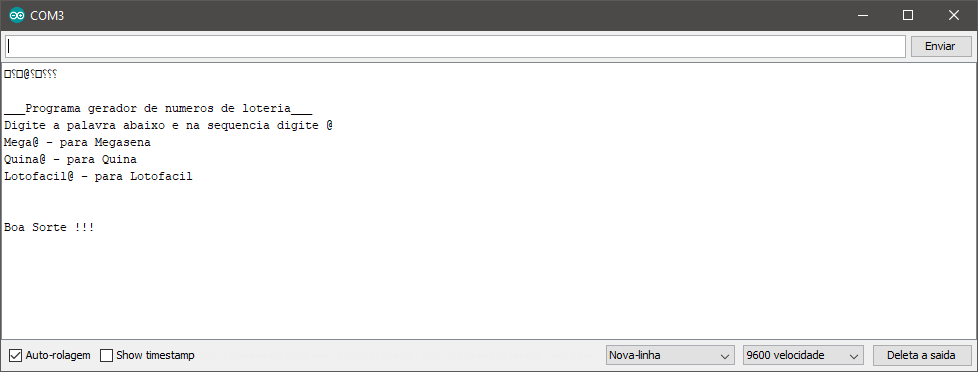 COM3
Enviar
___Programa gerador de numeros de loteria___
Digite a palavra abaixo e na sequencia digite @
Mega@ - para Megasena
Quina@ - para Quina
Lotofacil@ - para Lotofacil
Boa Sorte !!!
Auto-rolagem
Show timestamp
Nova-linha
9600 velocidade
Deleta a saida